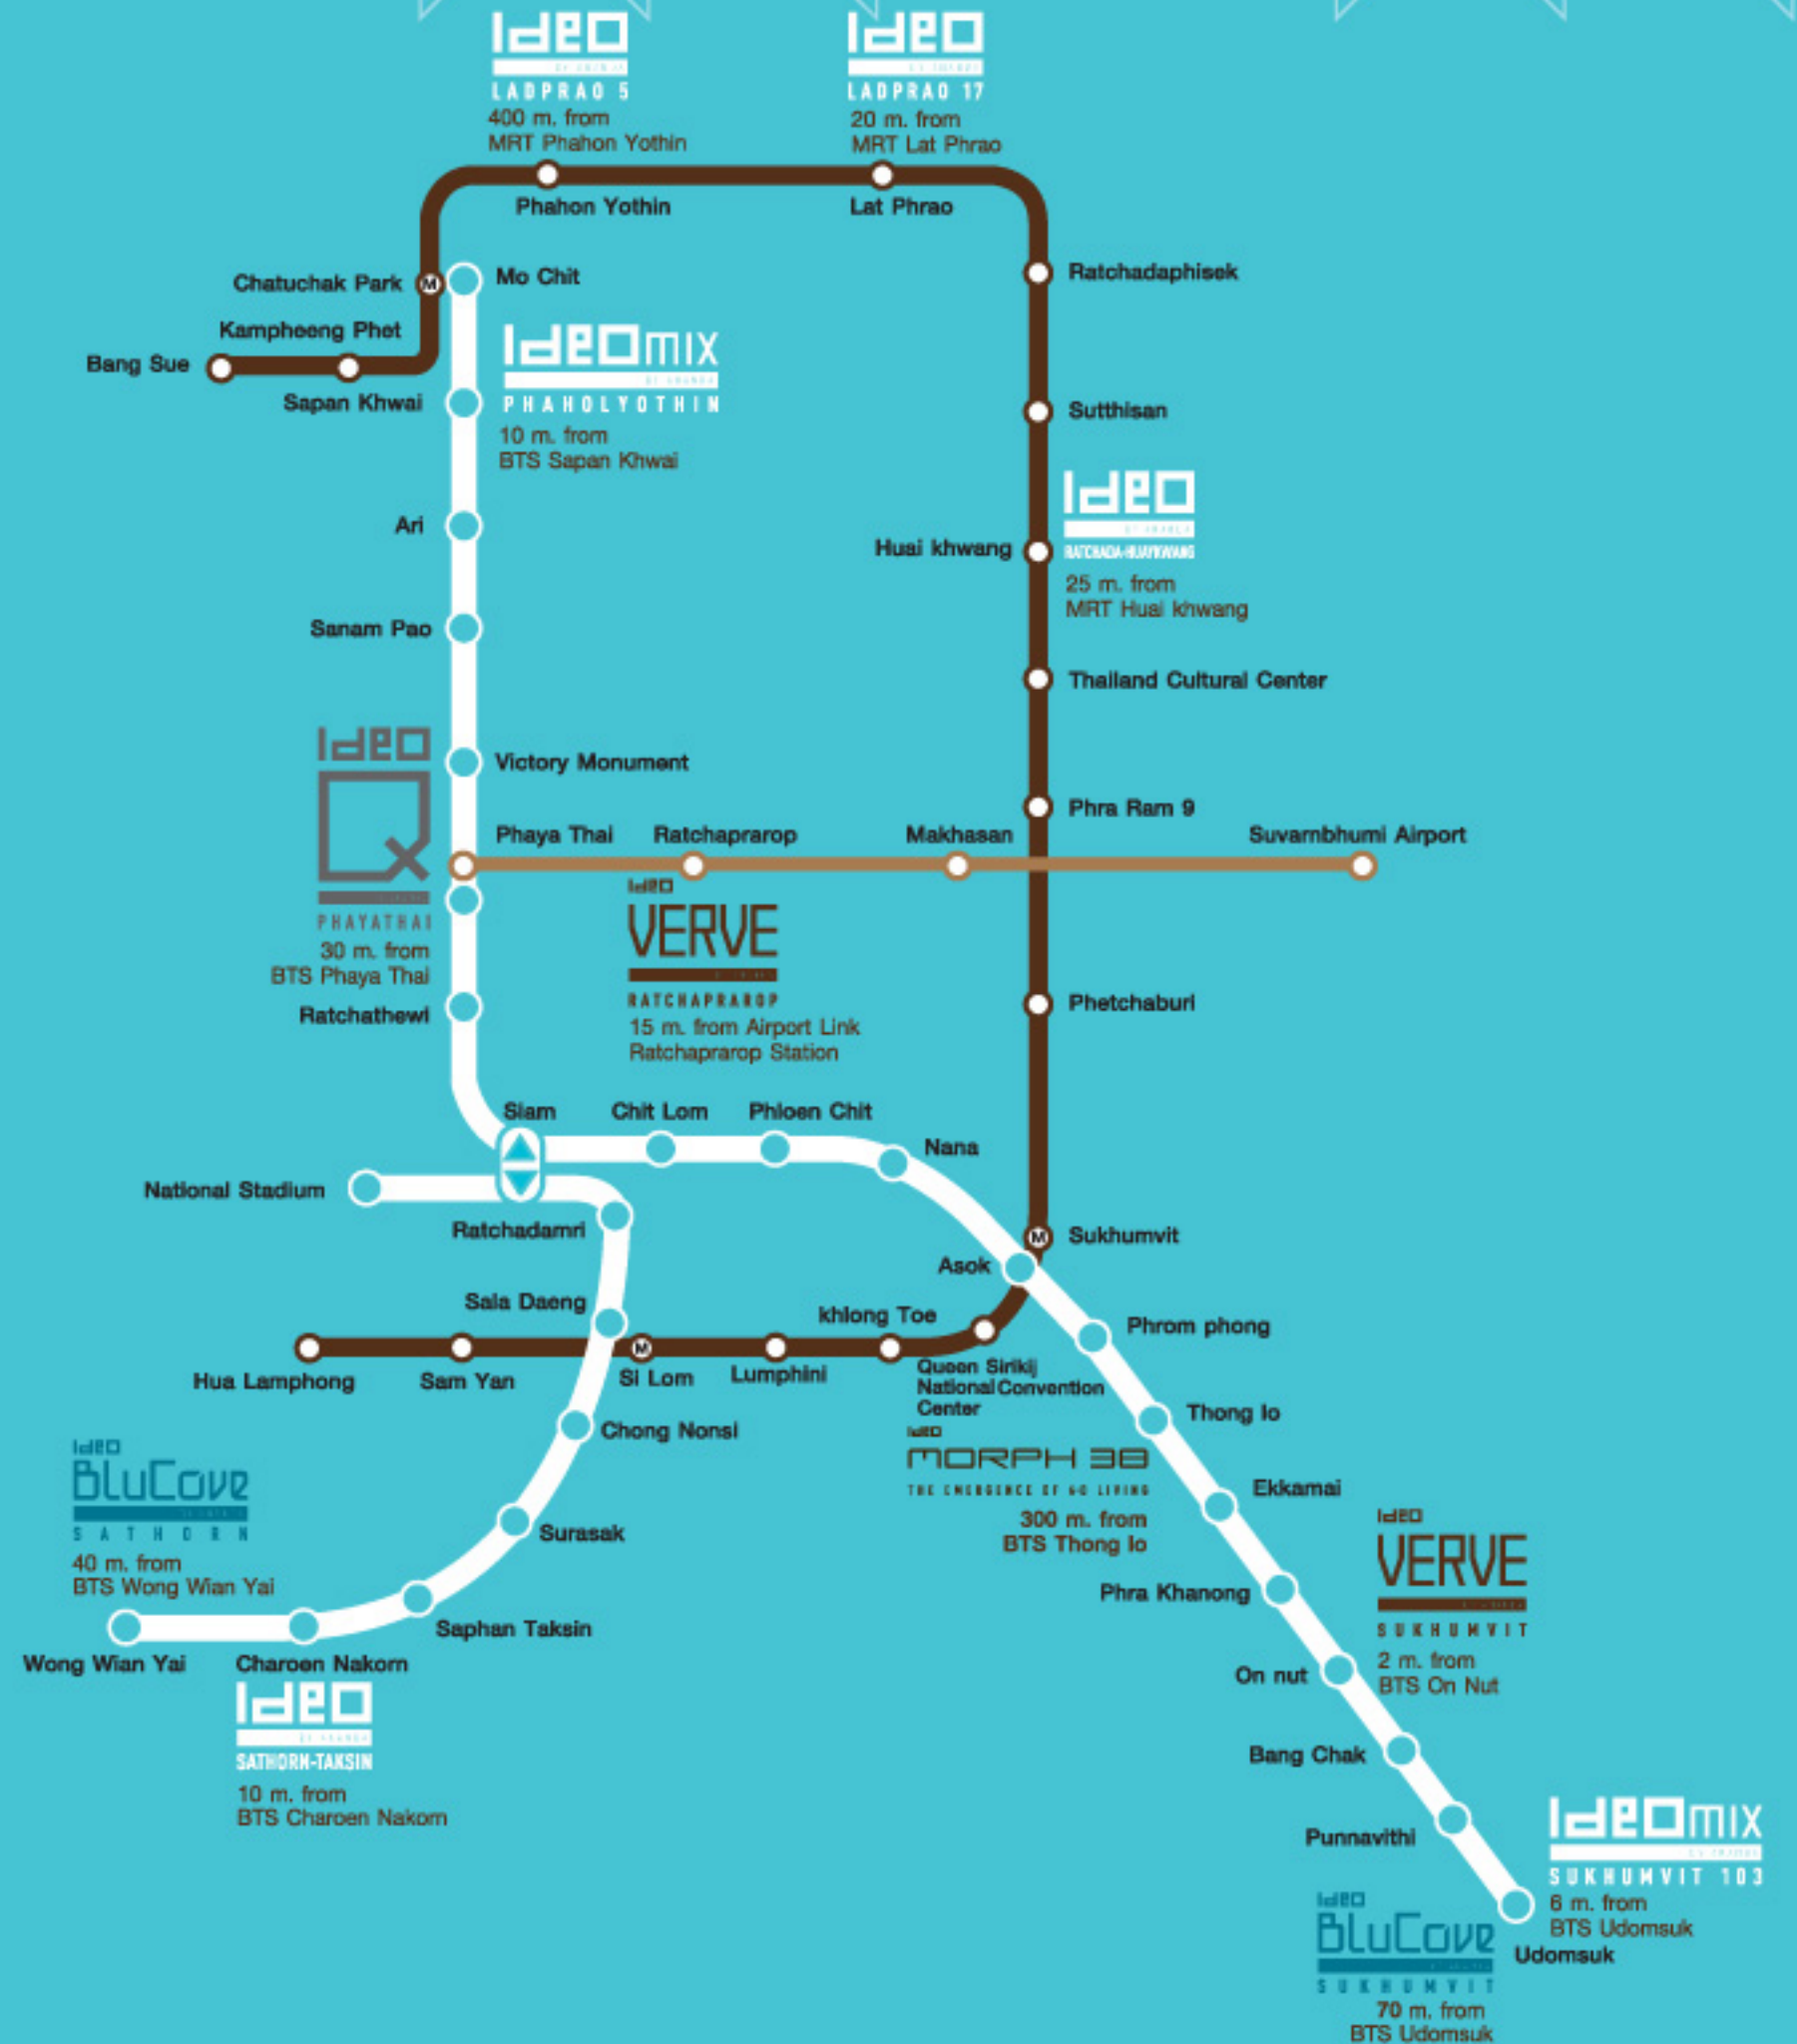 IdeO
LADPRAO 5
400 m. from
MRT Phahon Yothin
IdeO
LADPRAO 17
20 m. from
MRT Lat Phrao
Phahon Yothin
Lat Phrao
Chatuchak Park
M
Mo Chit
Ratchadaphisek
Kampheeng Phet
Bang Sue
Sapan Khwai
IdeO mix
PHAHOLYOTHIN
10 m. from
BTS Sapan Khwai
Sutthisan
Ari
Huai khwang
IdeO
RATCHADA-HUAYKWANG
25 m. from
MRT Huai khwang
Sanam Pao
Thailand Cultural Center
Victory Monument
IdeO
Q
PHAYATHAI
30 m. from
BTS Phaya Thai
Phra Ram 9
Phaya Thai
Ratchaprarop
Makhasan
Suvarnbhumi Airport
IdeO
VERVE
RATCHAPRAROP
15 m. from Airport Link
Ratchaprarop Station
Ratchathewi
Phetchaburi
Siam
Chit Lom
Phloen Chit
Nana
National Stadium
Ratchadamri
M
Sukhumvit
Asok
Sala Daeng
khlong Toe
Phrom phong
Hua Lamphong
Sam Yan
M
Si Lom
Lumphini
Queen Sirikij
National Convention
Center
Thong lo
Chong Nonsi
IdeO
MORPH 38
THE EMERGENCE OF 4D LIVING
300 m. from
BTS Thong lo
Ekkamai
IdeO
BLuCove
SATHORN
40 m. from
BTS Wong Wian Yai
Surasak
IdeO
VERVE
SUKHUMVIT
2 m. from
BTS On Nut
Phra Khanong
Saphan Taksin
Wong Wian Yai
Charoen Nakorn
On nut
IdeO
SATHORN-TAKSIN
10 m. from
BTS Charoen Nakorn
Bang Chak
Punnavithi
IdeO mix
SUKHUMVIT 103
6 m. from
BTS Udomsuk
Udomsuk
IdeO
BLuCove
SUKHUMVIT
70 m. from
BTS Udomsuk